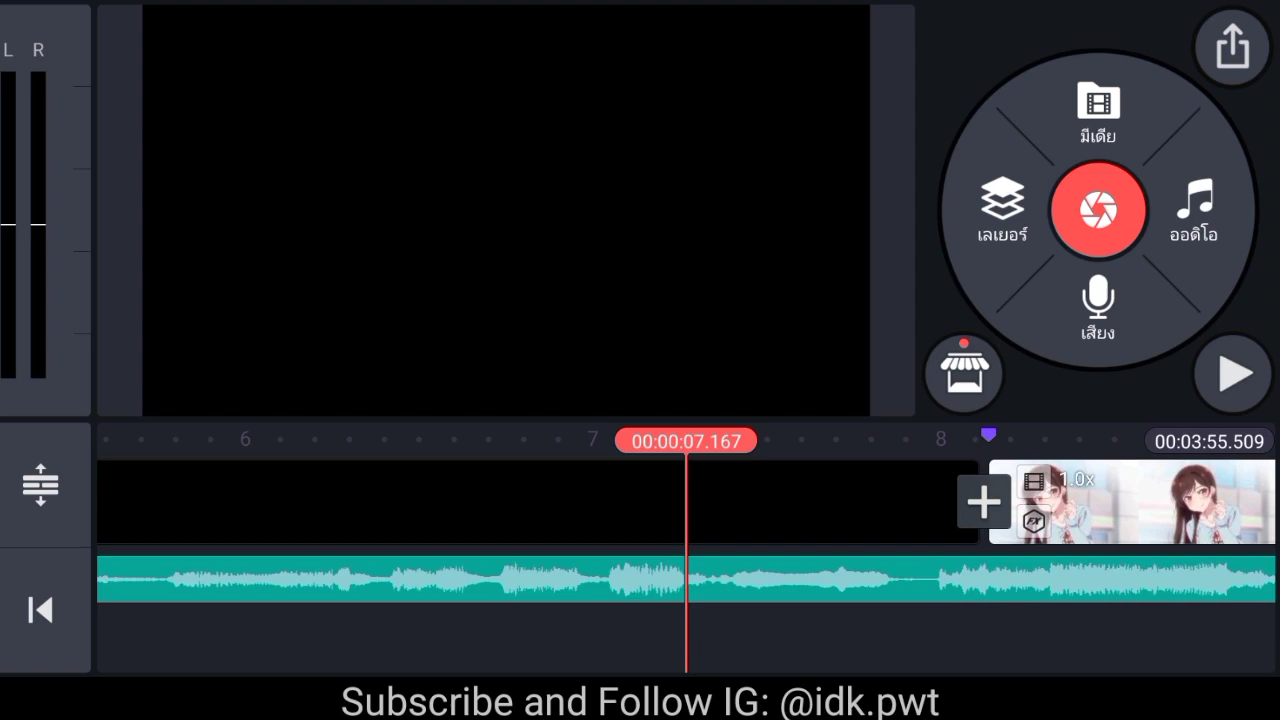 L R
มีเดีย
เลเยอร์
ออดิโอ
เสียง
6 7 00:00:07.167 8 00:03:55.509
1.0x
FX
Subscribe and Follow IG: @idk.pwt